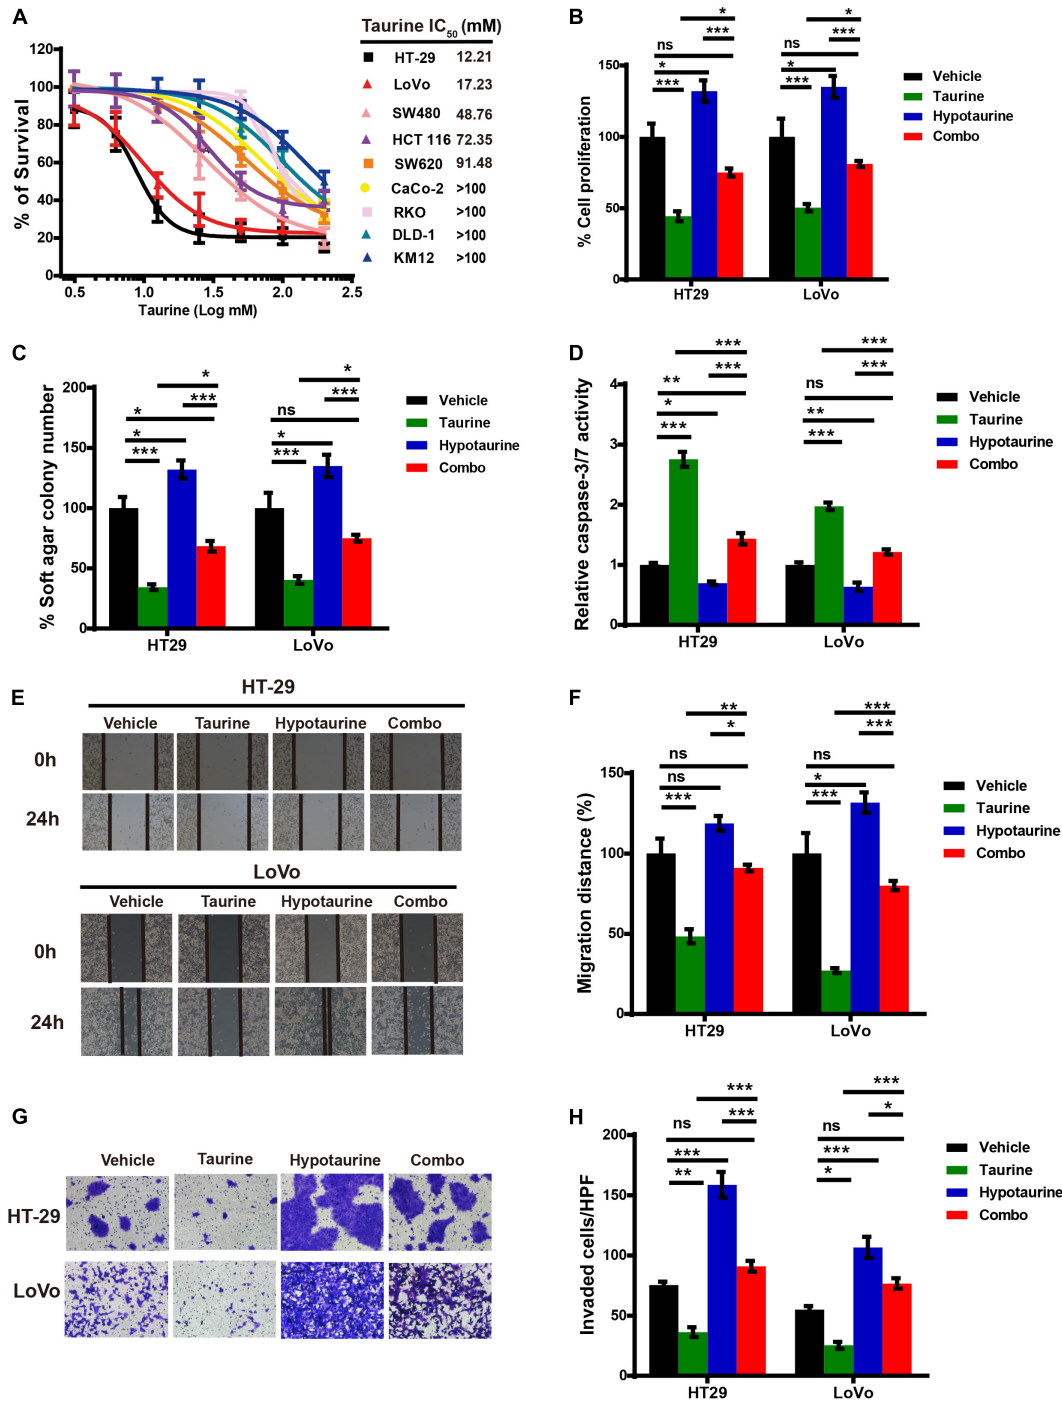 A
Taurine IC50 (mM)
HT-29 12.21
LoVo 17.23
SW480 48.76
HCT 116 72.35
SW620 91.48
CaCo-2 >100
RKO >100
DLD-1 >100
KM12 >100
% of Survival
120
100
80
60
40
20
0
0.5 1.0 1.5 2.0 2.5
Taurine (Log mM)
B
* 
***
ns
*
***
*
***
ns
*
***
% Cell proliferation
150
100
50
0
HT29 LoVo
Vehicle
Taurine
Hypotaurine
Combo
C
*
***
*
*
***
*
***
ns
*
***
% Soft agar colony number
200
150
100
50
0
HT29 LoVo
Vehicle
Taurine
Hypotaurine
Combo
D
***
***
**
*
***
***
***
ns
**
***
Relative caspase-3/7 activity
4
3
2
1
0
HT29 LoVo
Vehicle
Taurine
Hypotaurine
Combo
E
HT-29
Vehicle Taurine Hypotaurine Combo
0h
24h
LoVo
Vehicle Taurine Hypotaurine Combo
0h
24h
F
**
*
ns
ns
***
***
***
ns
*
***
Migration distance (%)
150
100
50
0
HT29 LoVo
Vehicle
Taurine
Hypotaurine
Combo
G
Vehicle Taurine Hypotaurine Combo
HT-29
LoVo
H
***
***
ns
***
**
***
*
ns
***
*
Invaded cells/HPF
200
150
100
50
0
HT29 LoVo
Vehicle
Taurine
Hypotaurine
Combo